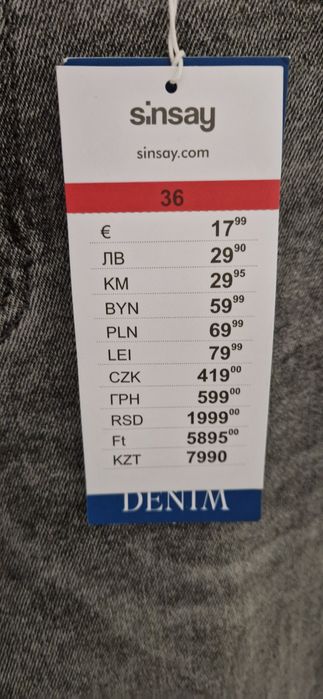 sinsay
sinsay.com
36
€ 17⁹⁹
ЛВ 29⁹⁰
KM 29⁹⁵
BYN 59⁹⁹
PLN 69⁹⁹
LEI 79⁹⁹
CZK 419⁰⁰
ГРН 599⁰⁰
RSD 1999⁰⁰
Ft 5895⁰⁰
KZT 7990
DENIM